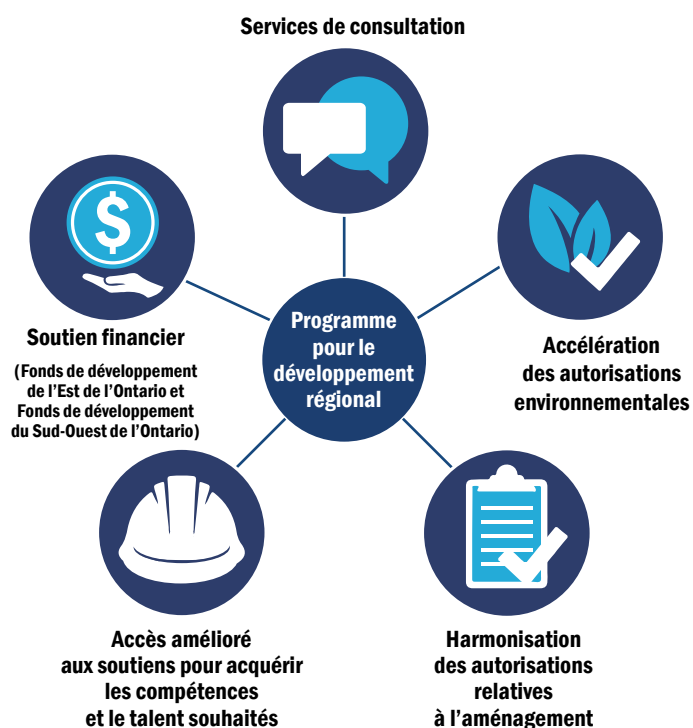 Services de consultation
$
Soutien financier
(Fonds de développement
de l'Est de l'Ontario et
Fonds de développement
du Sud-Ouest de l'Ontario)
Programme
pour le
développement
régional
Accélération
des autorisations
environnementales
Accès amélioré
aux soutiens pour acquérir
les compétences
et le talent souhaités
Harmonisation
des autorisations
relatives
à l'aménagement